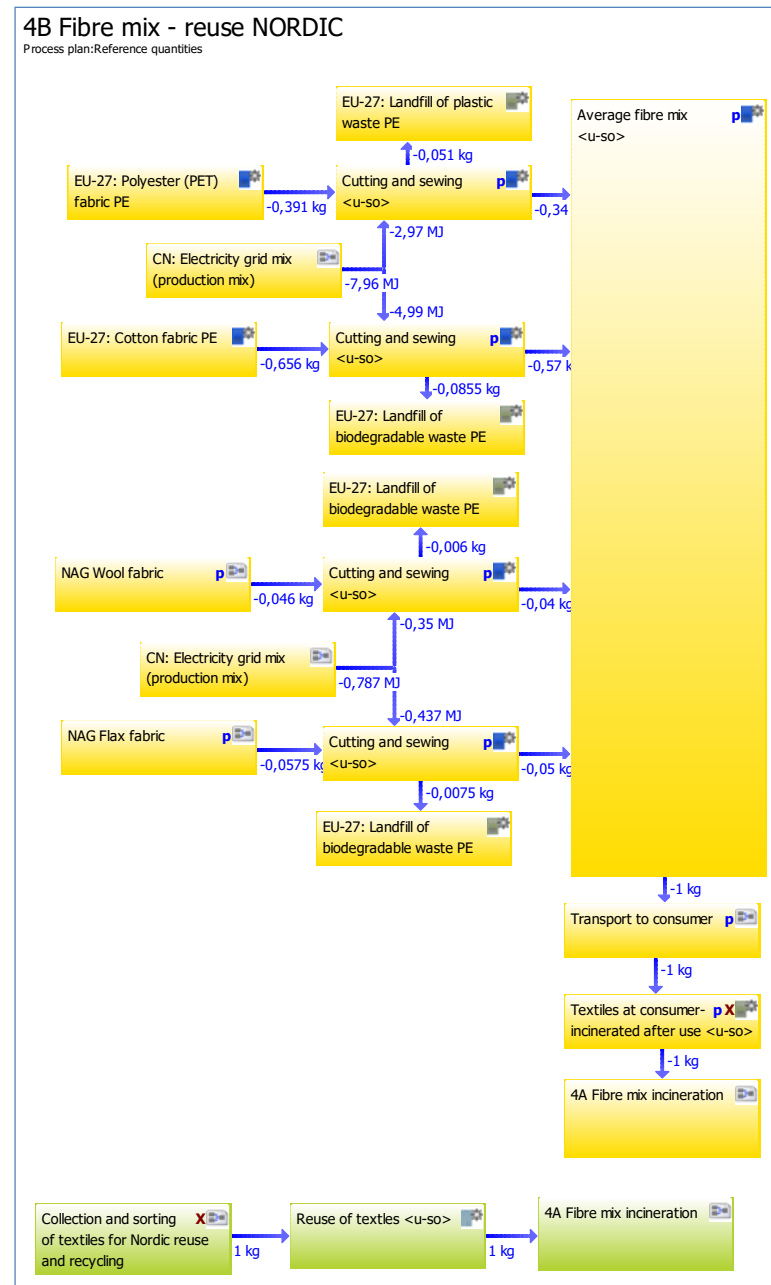 4B Fibre mix - reuse NORDIC
Process plan:Reference quantities
EU-27: Landfill of plastic
waste PE
Average fibre mix
<u-so>
p
-0,051 kg
EU-27: Polyester (PET)
fabric PE
-0,391 kg
Cutting and sewing
<u-so>
p
-0,34
-2,97 MJ
CN: Electricity grid mix
(production mix)
-7,96 MJ
-4,99 MJ
EU-27: Cotton fabric PE
-0,656 kg
Cutting and sewing
<u-so>
p
-0,57 k
-0,0855 kg
EU-27: Landfill of
biodegradable waste PE
EU-27: Landfill of
biodegradable waste PE
-0,006 kg
NAG Wool fabric
p
-0,046 kg
Cutting and sewing
<u-so>
p
-0,04 kg
-0,35 MJ
CN: Electricity grid mix
(production mix)
-0,787 MJ
-0,437 MJ
NAG Flax fabric
p
-0,0575 kg
Cutting and sewing
<u-so>
p
-0,05 kg
-0,0075 kg
EU-27: Landfill of
biodegradable waste PE
-1 kg
Transport to consumer
p
-1 kg
Textiles at consumer-
incinerated after use <u-so>
p X
-1 kg
4A Fibre mix incineration
Collection and sorting
of textiles for Nordic reuse
and recycling
X
1 kg
Reuse of textles <u-so>
1 kg
4A Fibre mix incineration